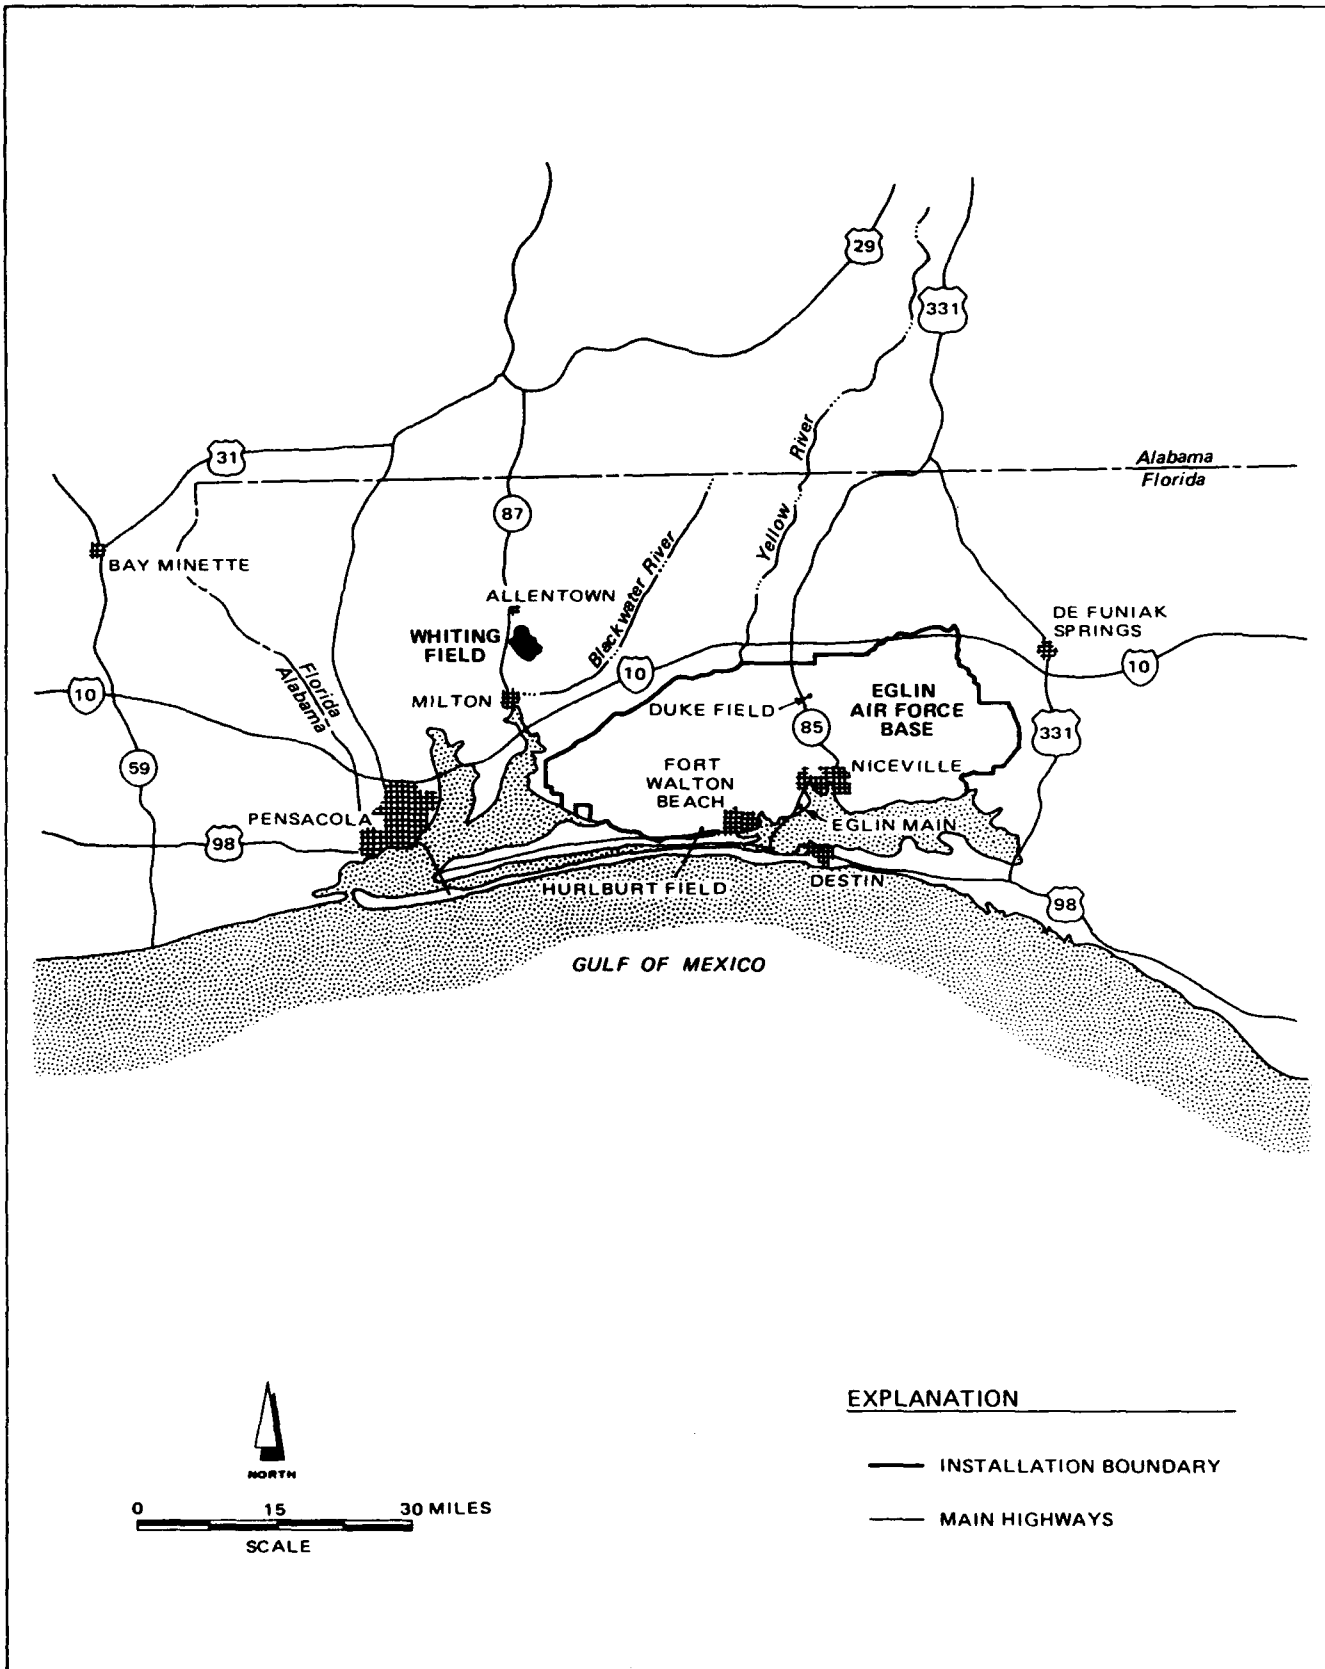 29
331
31
Yellow River
Alabama
Florida
87
BAY MINETTE
Blackwater River
ALLENTOWN
WHITING
FIELD
DE FUNIAK
SPRINGS
10
10
10
Florida
Alabama
MILTON
DUKE FIELD
EGLIN
AIR FORCE
BASE
85
331
59
FORT
WALTON
BEACH
NICEVILLE
PENSACOLA
EGLIN MAIN
98
HURLBURT FIELD
DESTIN
98
GULF OF MEXICO
NORTH
0 15 30 MILES
SCALE
EXPLANATION
INSTALLATION BOUNDARY
MAIN HIGHWAYS